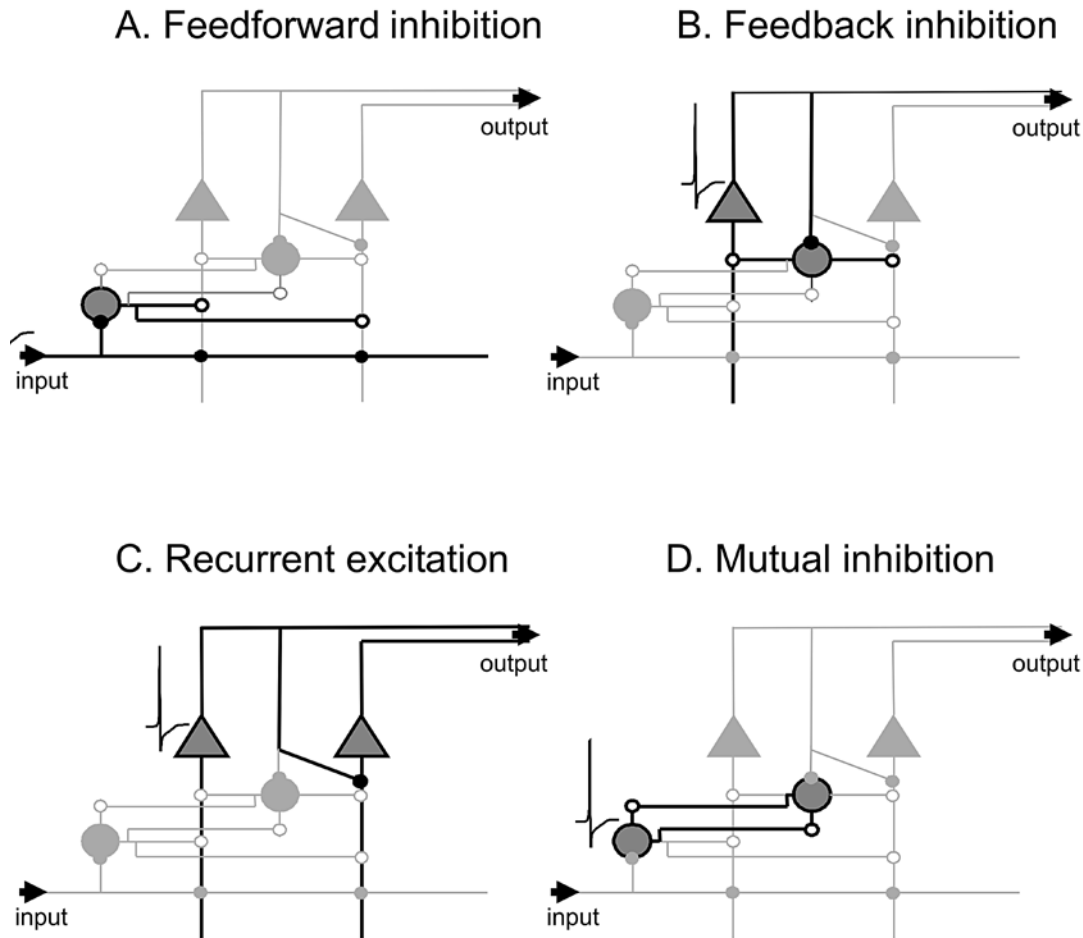 A. Feedforward inhibition
B. Feedback inhibition
output
output
input
input
C. Recurrent excitation
D. Mutual inhibition
output
output
input
input